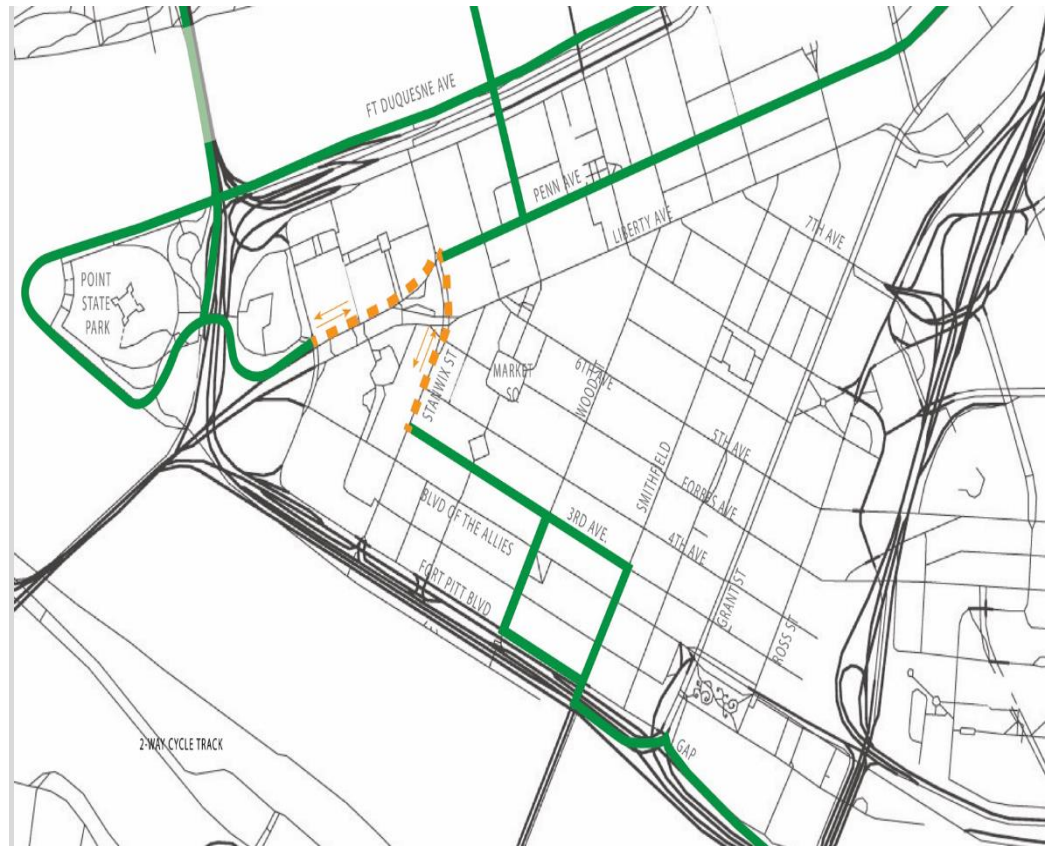 FT DUQUESNE AVE
PENN AVE
LIBERTY AVE
7TH AVE
POINT
STATE
PARK
STANWIX ST
MARKET
SQ
WOOD ST
6TH AVE
5TH AVE
SMITHFIELD
FORBES AVE
4TH AVE
3RD AVE.
BLVD OF THE ALLIES
FORT PITT BLVD
GRANT ST
ROSS ST
GAP
2-WAY CYCLE TRACK